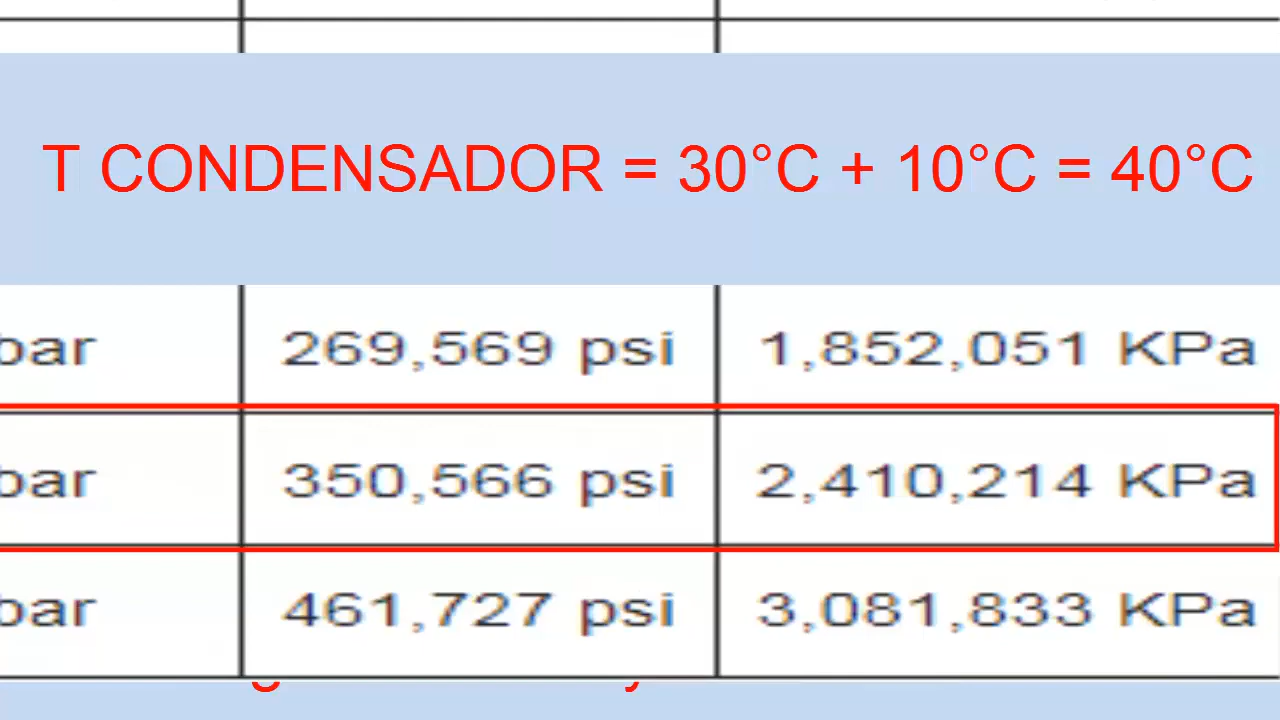 T CONDENSADOR = 30°C + 10°C = 40°C
bar 269,569 psi 1,852,051 KPa
bar 350,566 psi 2,410,214 KPa
bar 461,727 psi 3,081,833 KPa